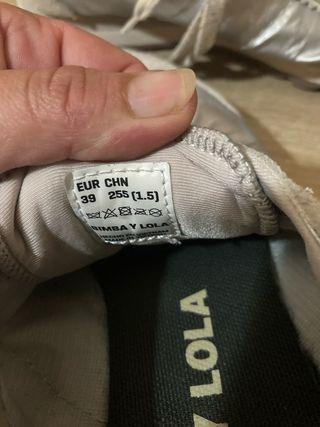 EUR CHN
39 255 (1.5)
BIMBA Y LOLA
Y LOLA